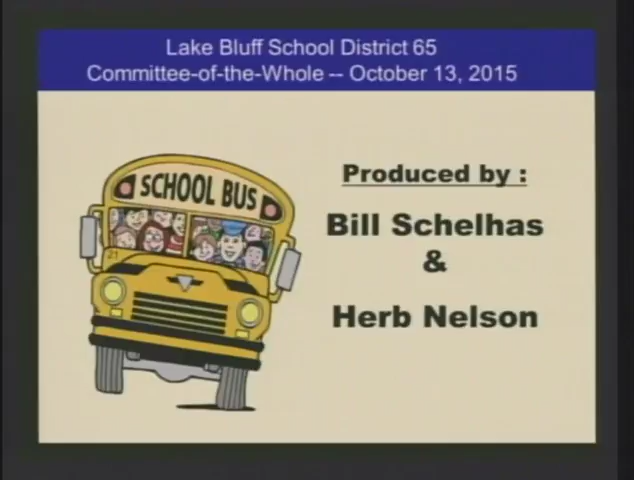 Lake Bluff School District 65
Committee-of-the-Whole -- October 13, 2015
SCHOOL BUS
21
Produced by :
Bill Schelhas
&
Herb Nelson